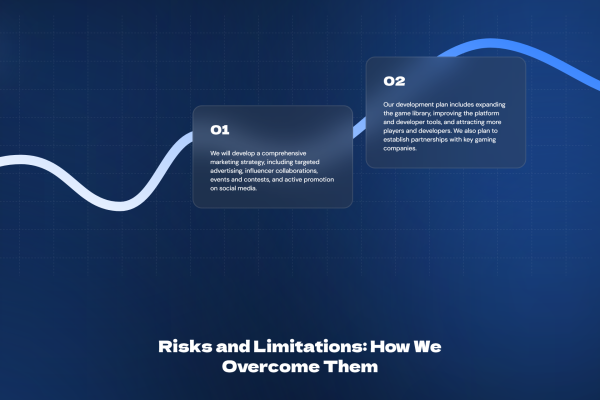 01
We will develop a comprehensive
marketing strategy, including targeted
advertising, influencer collaborations,
events and contests, and active promotion
on social media.
02
Our development plan includes expanding
the game library, improving the platform
and developer tools, and attracting more
players and developers. We also plan to
establish partnerships with key gaming
companies.
Risks and Limitations: How We
Overcome Them